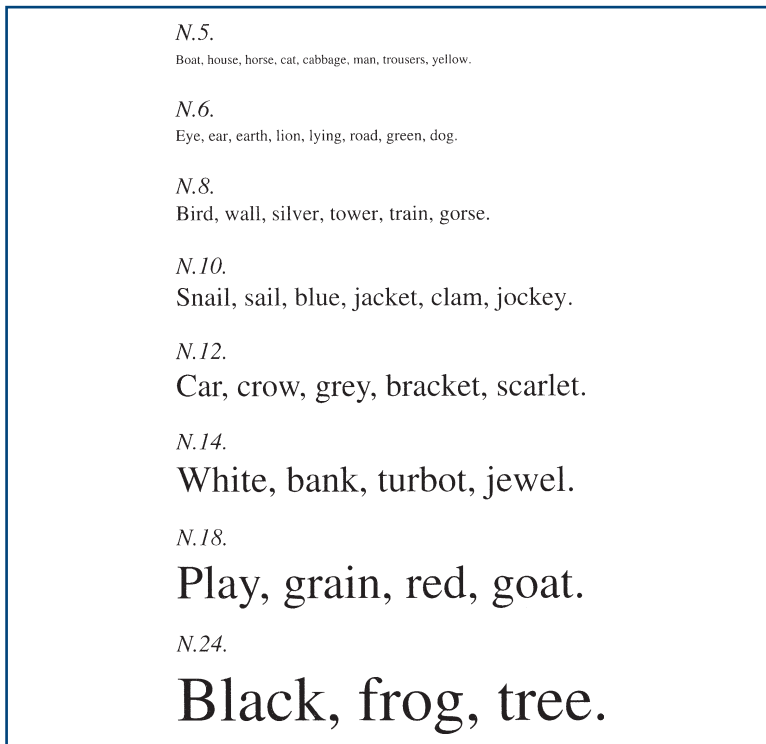 N.5.
Boat, house, horse, cat, cabbage, man, trousers, yellow.
N.6.
Eye, ear, earth, lion, lying, road, green, dog.
N.8.
Bird, wall, silver, tower, train, gorse.
N.10.
Snail, sail, blue, jacket, clam, jockey.
N.12.
Car, crow, grey, bracket, scarlet.
N.14.
White, bank, turbot, jewel.
N.18.
Play, grain, red, goat.
N.24.
Black, frog, tree.